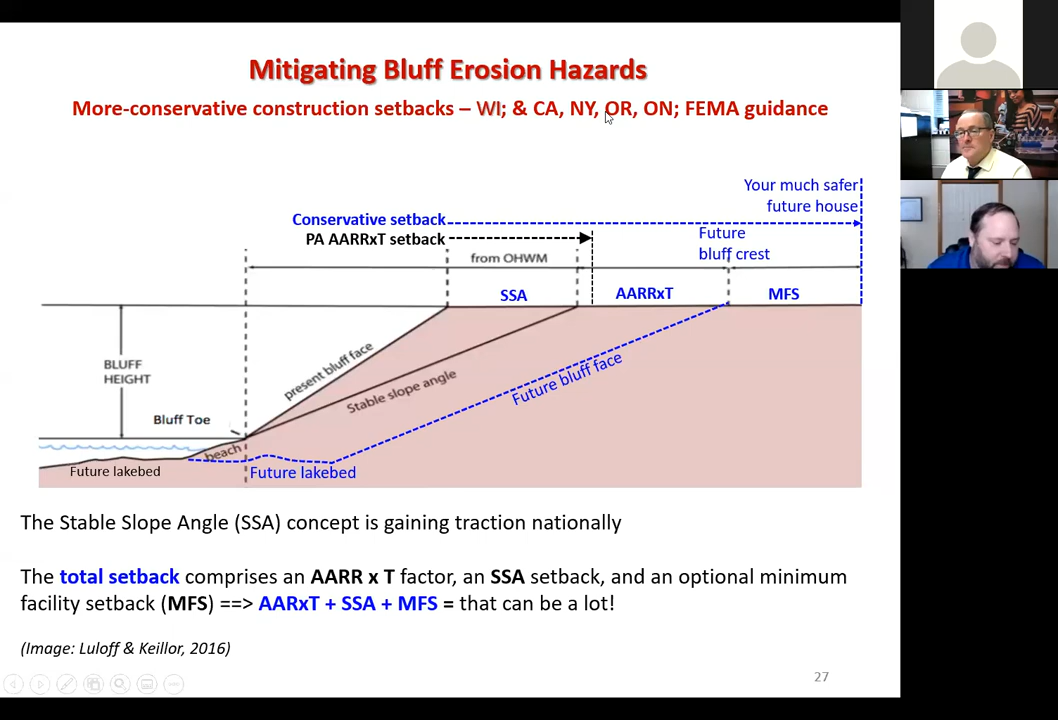 Mitigating Bluff Erosion Hazards
More-conservative construction setbacks – WI; & CA, NY, OR, ON; FEMA guidance
Your much safer
future house
Conservative setback
PA AARRxT setback
Future
bluff crest
from OHWM
SSA
AARRxT
MFS
BLUFF
HEIGHT
present bluff face
Stable slope angle
Future bluff face
Bluff Toe
beach
Future lakebed
Future lakebed
The Stable Slope Angle (SSA) concept is gaining traction nationally
The total setback comprises an AARR x T factor, an SSA setback, and an optional minimum
facility setback (MFS) ==> AARxT + SSA + MFS = that can be a lot!
(Image: Luloff & Keillor, 2016)
27